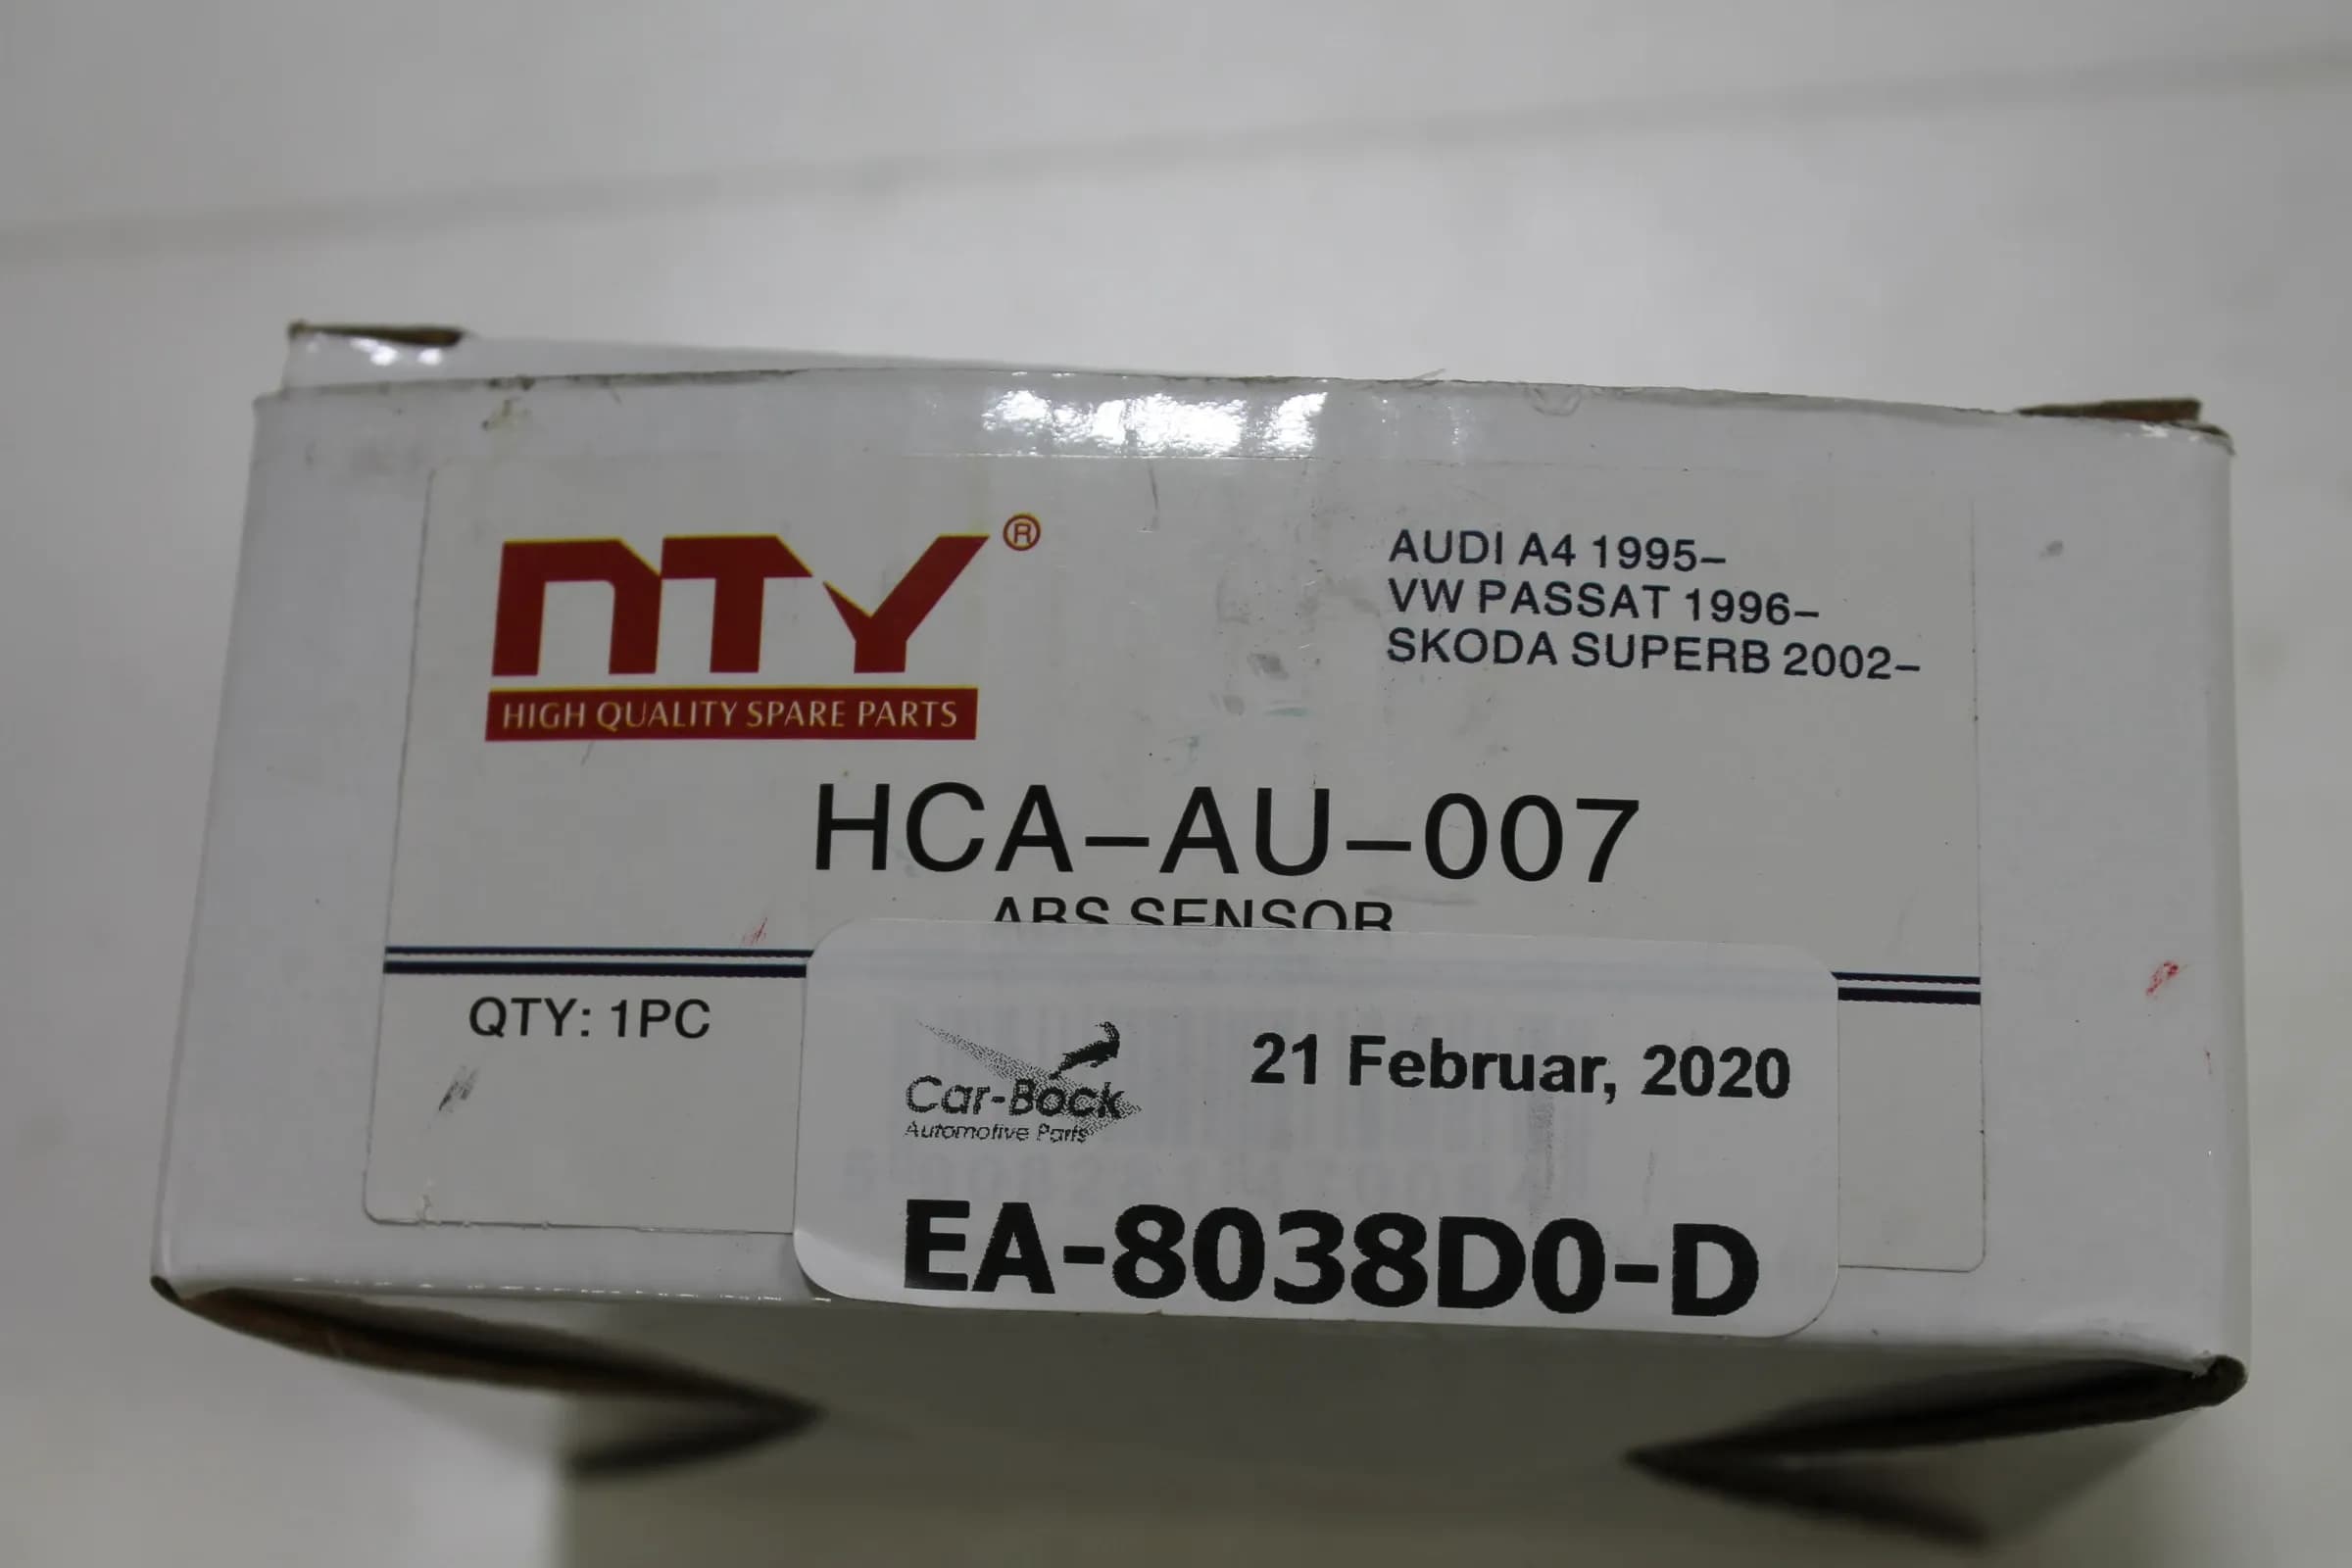 NTY®
HIGH QUALITY SPARE PARTS
AUDI A4 1995–
VW PASSAT 1996–
SKODA SUPERB 2002–
HCA–AU–007
ABS SENSOR
QTY: 1PC
Car-Bock
Automotive Parts
21 Februar, 2020
EA-8038D0-D